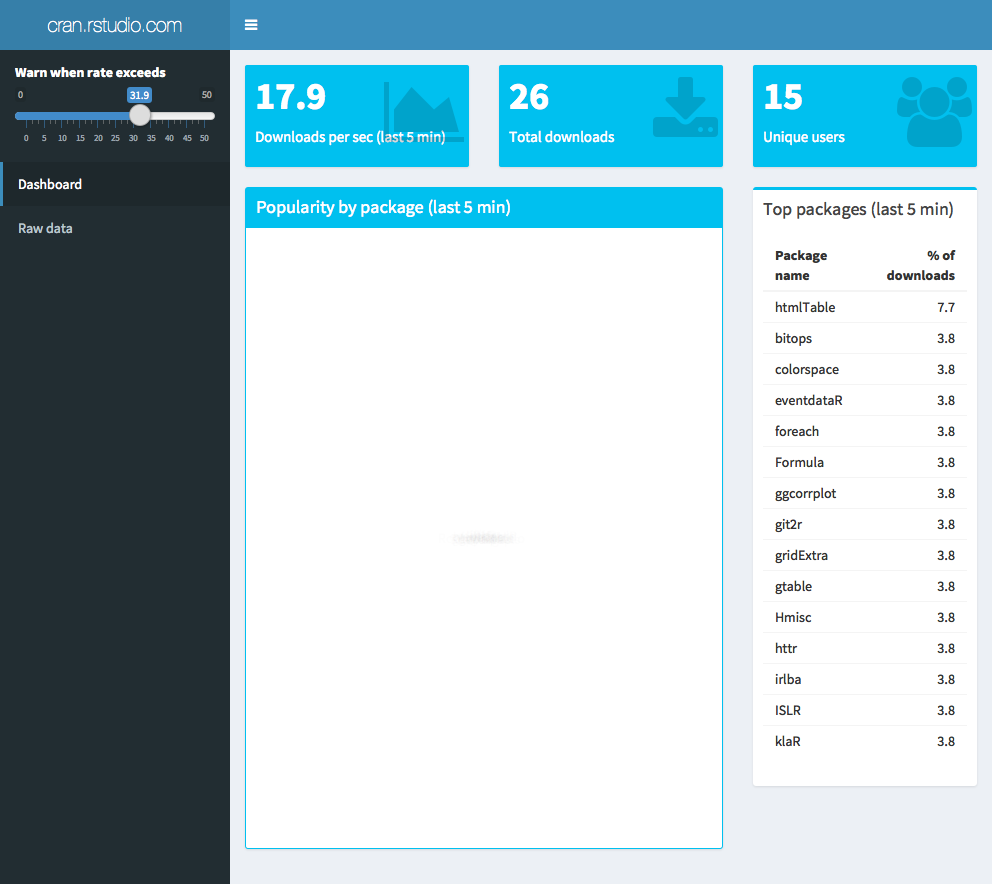 cran.rstudio.com
Warn when rate exceeds
0 31.9 50
0 5 10 15 20 25 30 35 40 45 50
Dashboard
Raw data
17.9
Downloads per sec (last 5 min)
26
Total downloads
15
Unique users
Popularity by package (last 5 min)
Top packages (last 5 min)
Package name % of downloads
htmlTable 7.7
bitops 3.8
colorspace 3.8
eventdataR 3.8
foreach 3.8
Formula 3.8
ggcorrplot 3.8
git2r 3.8
gridExtra 3.8
gtable 3.8
Hmisc 3.8
httr 3.8
irlba 3.8
ISLR 3.8
klaR 3.8